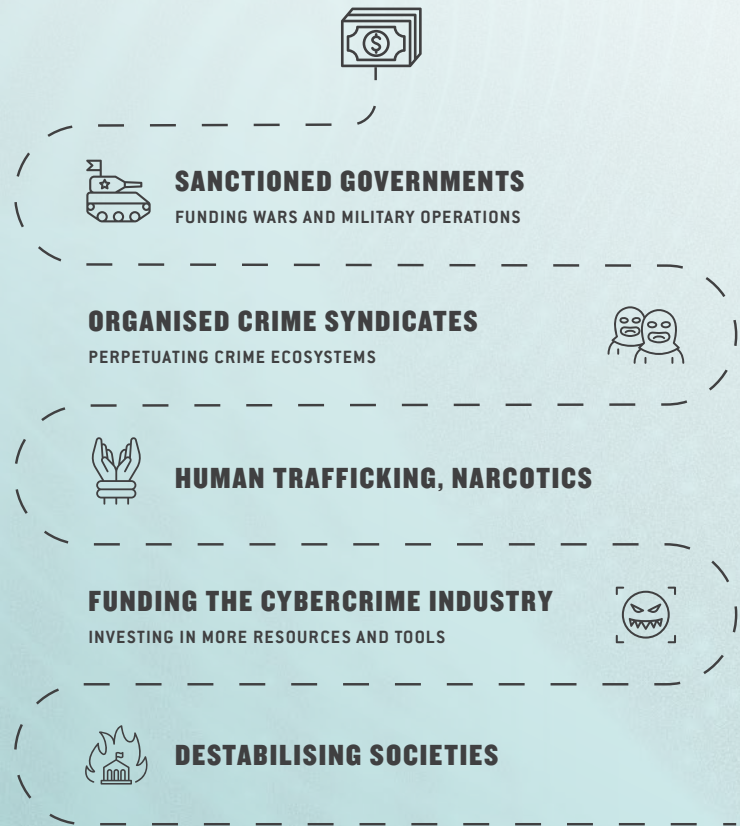 $
SANCTIONED GOVERNMENTS
FUNDING WARS AND MILITARY OPERATIONS
ORGANISED CRIME SYNDICATES
PERPETUATING CRIME ECOSYSTEMS
HUMAN TRAFFICKING, NARCOTICS
FUNDING THE CYBERCRIME INDUSTRY
INVESTING IN MORE RESOURCES AND TOOLS
DESTABILISING SOCIETIES